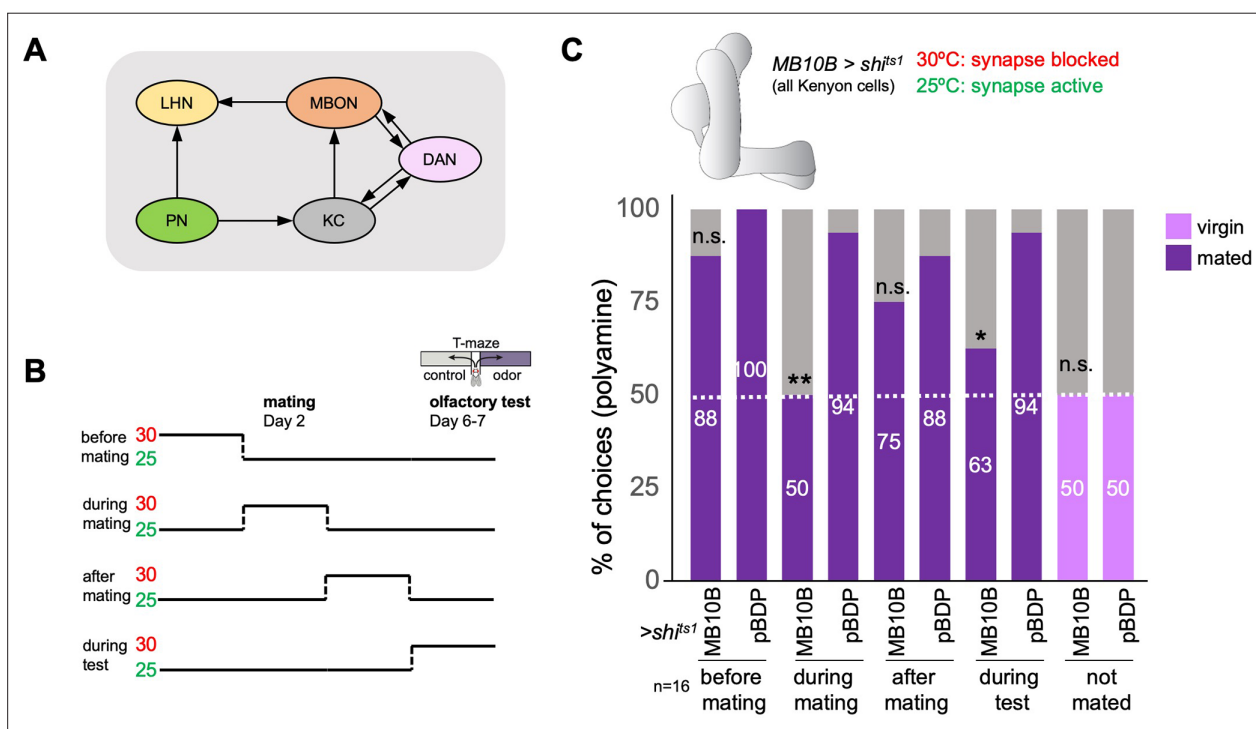 A
LHN
MBON
DAN
PN
KC
B
T-maze
control
odor
mating
Day 2
olfactory test
Day 6-7
before
mating
30
25
during
mating
30
25
after
mating
30
25
during
test
30
25
C
MB10B > shi^ts1
(all Kenyon cells)
30ºC: synapse blocked
25ºC: synapse active
virgin
mated
% of choices (polyamine)
100
75
50
25
0
n.s.
88
100
**
50
94
n.s.
75
88
*
63
94
n.s.
50
50
>shi^ts1
MB10B
pBDP
MB10B
pBDP
MB10B
pBDP
MB10B
pBDP
MB10B
pBDP
n=16
before
mating
during
mating
after
mating
during
test
not
mated